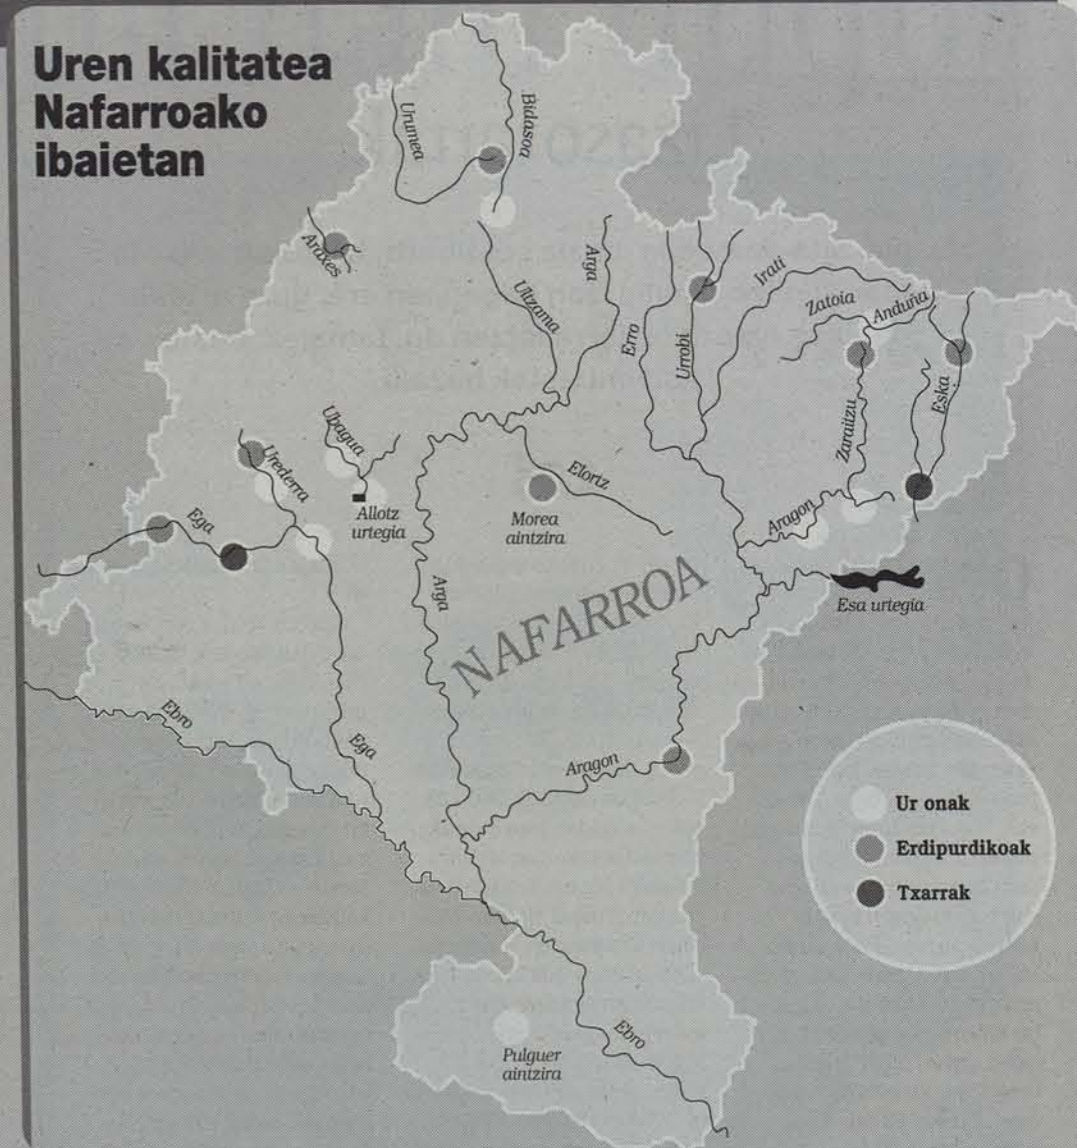 Uren kalitatea
Nafarroako
ibaietan
Urumea
Bidasoa
Araxes
Ultzama
Arga
Erro
Urrobi
Irati
Zatoia
Anduña
Zaraitzu
Eska
Ubagua
Urederra
Ega
Allotz
urtegia
Elortz
Morea
aintzira
Aragon
Arga
NAFARROA
Esa urtegia
Ebro
Ega
Aragon
Ur onak
Erdipurdikoak
Txarrak
Ebro
Pulguer
aintzira